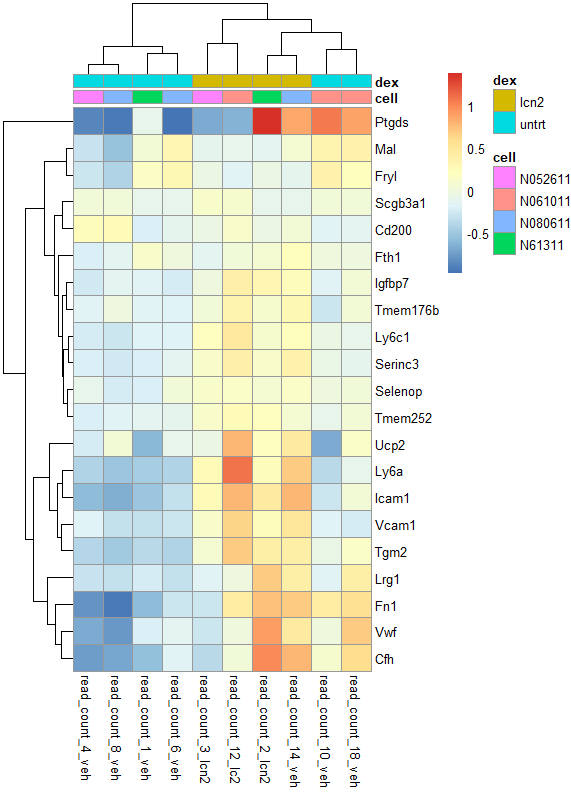 dex
cell
Ptgds
Mal
Fryl
Scgb3a1
Cd200
Fth1
Igfbp7
Tmem176b
Ly6c1
Serinc3
Selenop
Tmem252
Ucp2
Ly6a
Icam1
Vcam1
Tgm2
Lrg1
Fn1
Vwf
Cfh
read_count_4_veh
read_count_8_veh
read_count_1_veh
read_count_6_veh
read_count_3_lcn2
read_count_12_lc2
read_count_2_lcn2
read_count_14_veh
read_count_10_veh
read_count_18_veh
1
0.5
0
-0.5
dex
lcn2
untrt
cell
N052611
N061011
N080611
N61311